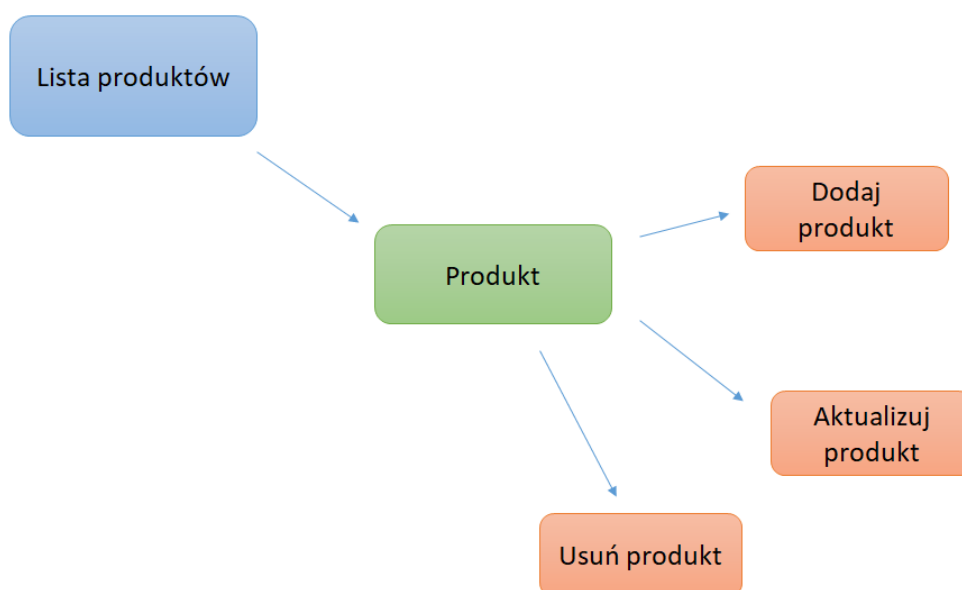 Lista produktów
Dodaj
produkt
Produkt
Aktualizuj
produkt
Usuń produkt